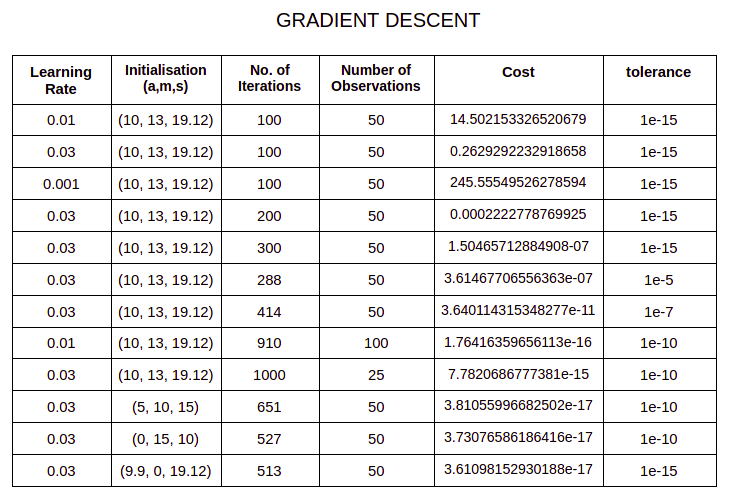 GRADIENT DESCENT
Learning Rate | Initialisation (a,m,s) | No. of Iterations | Number of Observations | Cost | tolerance
0.01 | (10, 13, 19.12) | 100 | 50 | 14.502153326520679 | 1e-15
0.03 | (10, 13, 19.12) | 100 | 50 | 0.2629292232918658 | 1e-15
0.001 | (10, 13, 19.12) | 100 | 50 | 245.55549526278594 | 1e-15
0.03 | (10, 13, 19.12) | 200 | 50 | 0.0002222778769925 | 1e-15
0.03 | (10, 13, 19.12) | 300 | 50 | 1.50465712884908-07 | 1e-15
0.03 | (10, 13, 19.12) | 288 | 50 | 3.61467706556363e-07 | 1e-5
0.03 | (10, 13, 19.12) | 414 | 50 | 3.640114315348277e-11 | 1e-7
0.01 | (10, 13, 19.12) | 910 | 100 | 1.76416359656113e-16 | 1e-10
0.03 | (10, 13, 19.12) | 1000 | 25 | 7.7820686777381e-15 | 1e-10
0.03 | (5, 10, 15) | 651 | 50 | 3.81055996682502e-17 | 1e-10
0.03 | (0, 15, 10) | 527 | 50 | 3.73076586186416e-17 | 1e-10
0.03 | (9.9, 0, 19.12) | 513 | 50 | 3.61098152930188e-17 | 1e-15